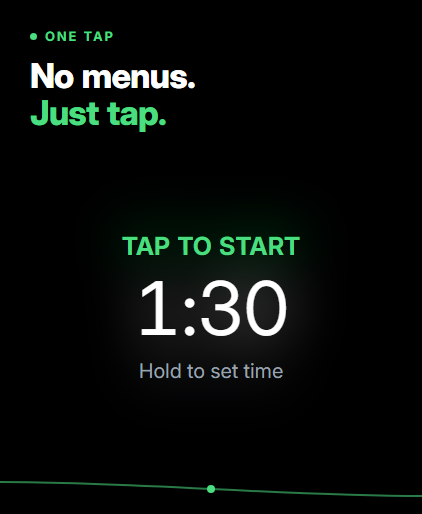 ONE TAP
No menus.
Just tap.
TAP TO START
1:30
Hold to set time